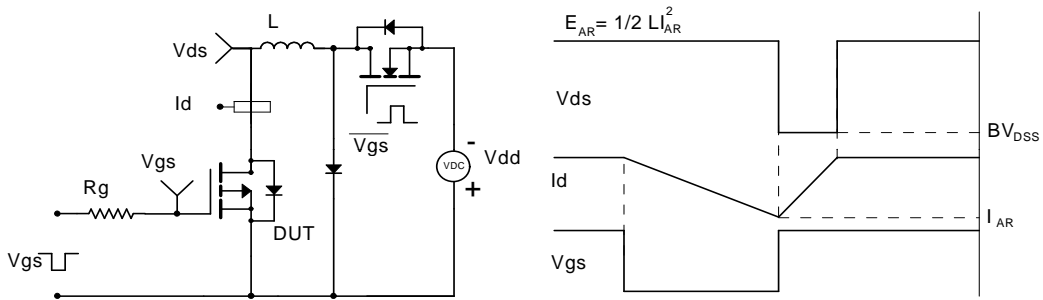 L
Vds
Id
Vgs
Vgs
Rg
DUT
Vgs
VDC
-
+
Vdd
E_AR = 1/2 LI_AR^2
Vds
BV_DSS
Id
I_AR
Vgs